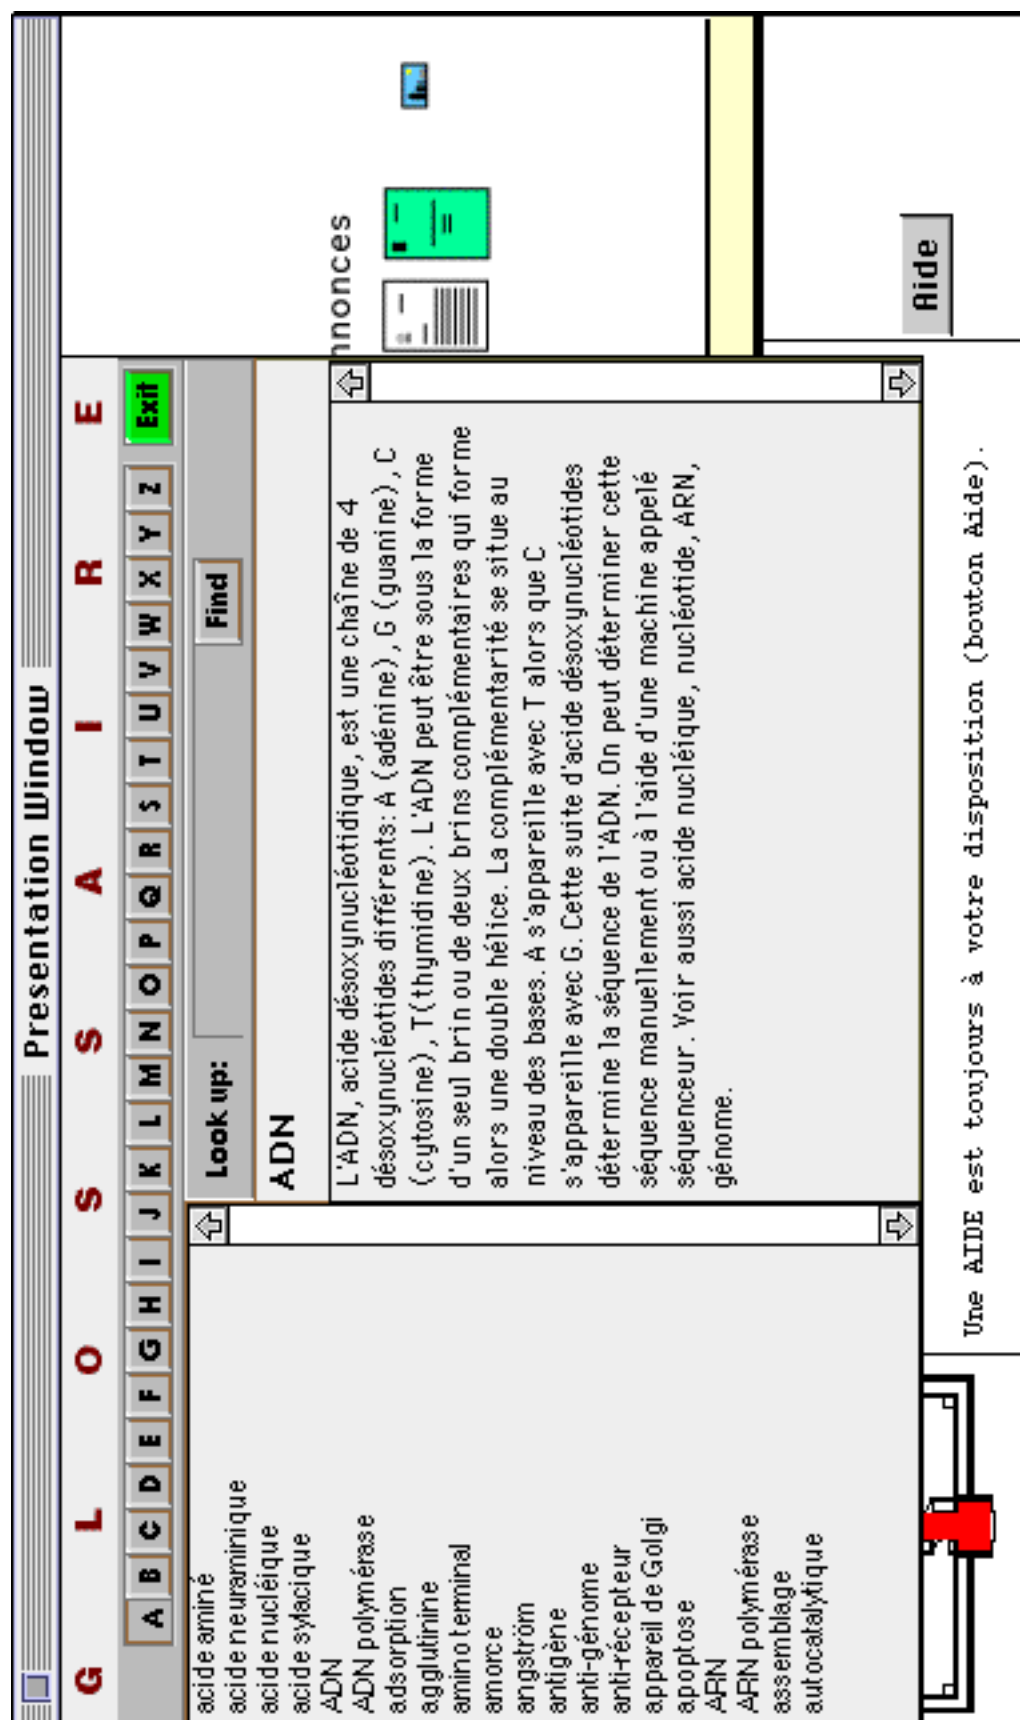 Presentation Window
G L O S S A I R E
A B C D E F G H I J K L M N O P Q R S T U V W X Y Z Exit
Look up: Find
acide aminé
acide neuraminique
acide nucléique
acide sylacique
ADN
ADN polymérase
adsorption
agglutinine
amino terminal
amorce
angström
antigène
anti-génome
anti-récepteur
appareil de Golgi
apoptose
ARN
ARN polymérase
assemblage
autocatalytique
ADN
L'ADN, acide désoxynucléotidique, est une chaîne de 4
désoxynucléotides différents: A (adénine), G (guanine), C
(cytosine), T(thymidine). L'ADN peut être sous la forme
d'un seul brin ou de deux brins complémentaires qui forme
alors une double hélice. La complémentarité se situe au
niveau des bases. A s'appareille avec T alors que C
s'appareille avec G. Cette suite d'acide désoxynucléotides
détermine la séquence de l'ADN. On peut déterminer cette
séquence manuellement ou à l'aide d'une machine appelé
séquenceur. Voir aussi acide nucléique, nucléotide, ARN,
génome.
nnonces
Aide
Une AIDE est toujours à votre disposition (bouton Aide).